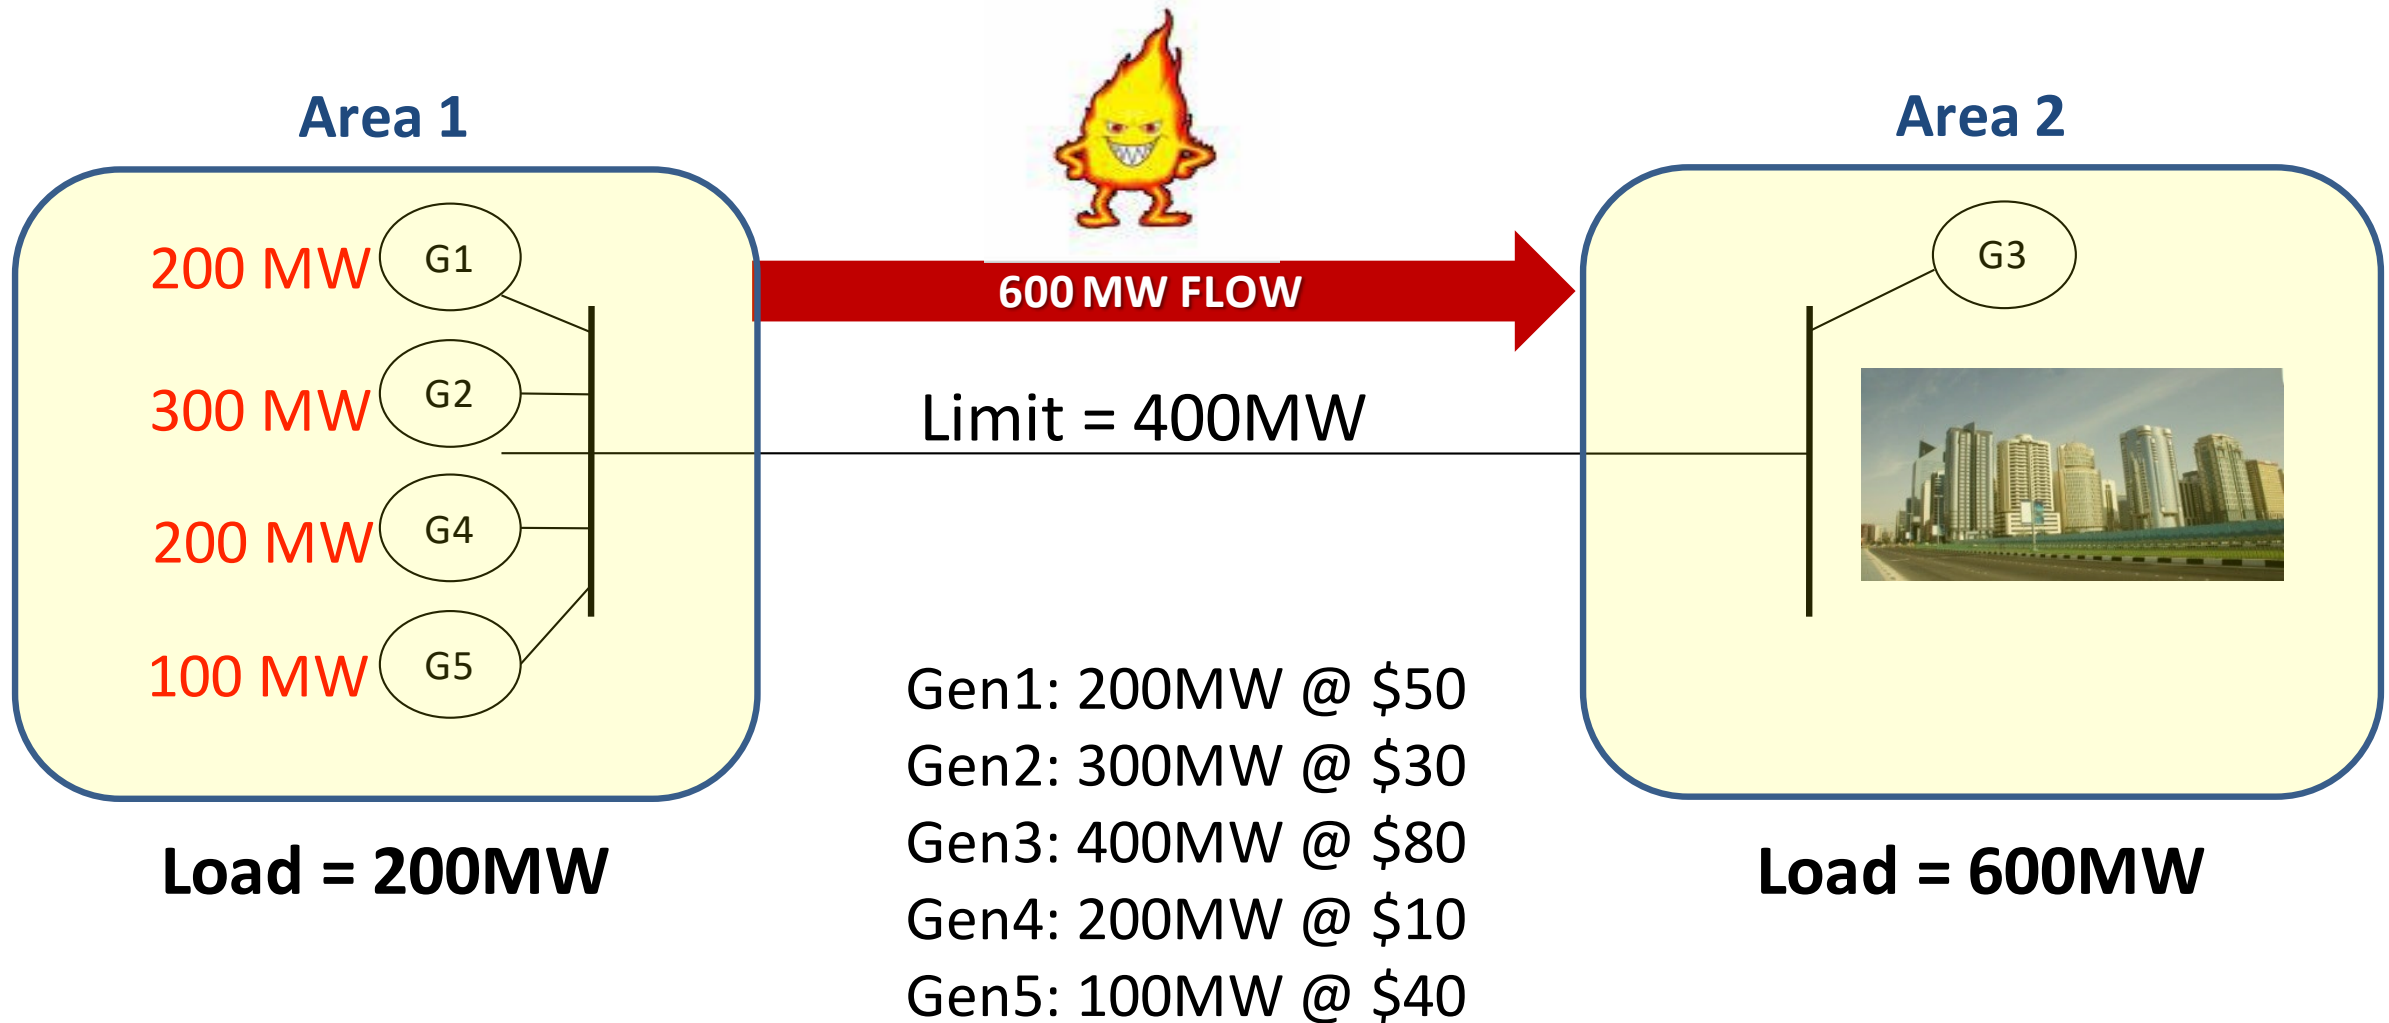 Area 1
Area 2
200 MW
G1
600 MW FLOW
G3
300 MW
G2
Limit = 400MW
200 MW
G4
100 MW
G5
Gen1: 200MW @ $50
Gen2: 300MW @ $30
Gen3: 400MW @ $80
Gen4: 200MW @ $10
Gen5: 100MW @ $40
Load = 200MW
Load = 600MW